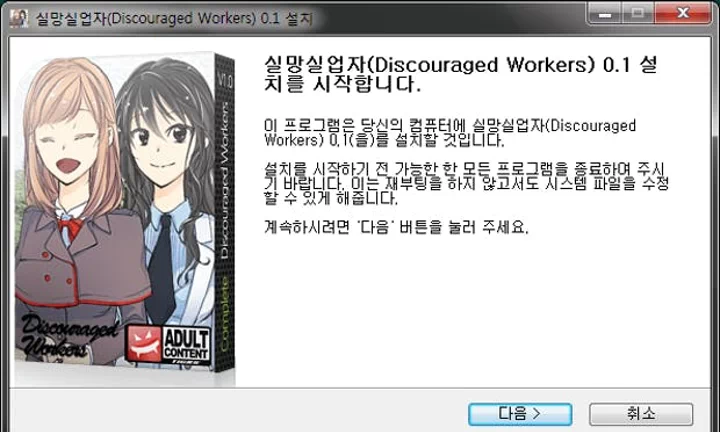 실망실업자(Discouraged Workers) 0.1 설치
실망실업자(Discouraged Workers) 0.1 설
치를 시작합니다.
이 프로그램은 당신의 컴퓨터에 실망실업자(Discouraged
Workers) 0.1(을)를 설치할 것입니다.
설치를 시작하기 전 가능한 한 모든 프로그램을 종료하여 주시
기 바랍니다. 이는 재부팅을 하지 않고서도 시스템 파일을 수정
할 수 있게 해줍니다.
계속하시려면 '다음' 버튼을 눌러 주세요.
V1.0
Discouraged Workers
Complete
Discouraged
Workers
ADULT
CONTENT
다음 >
취소